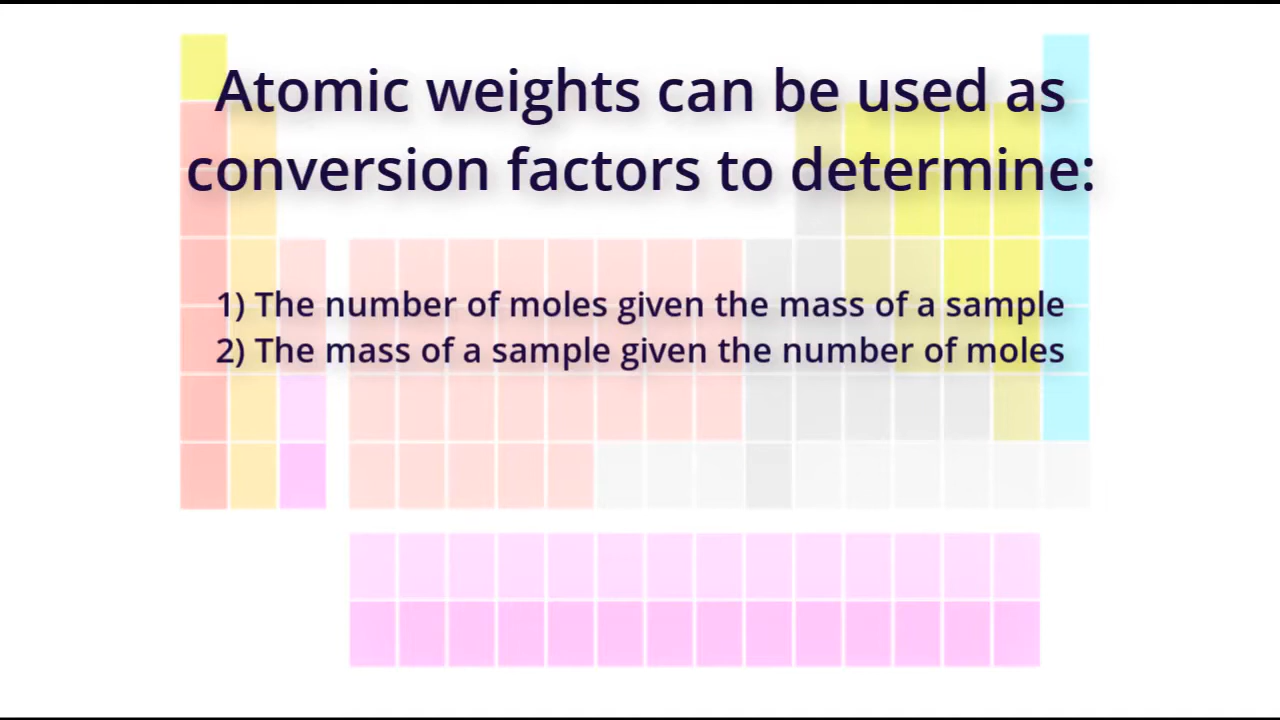 Atomic weights can be used as
conversion factors to determine:
1) The number of moles given the mass of a sample
2) The mass of a sample given the number of moles